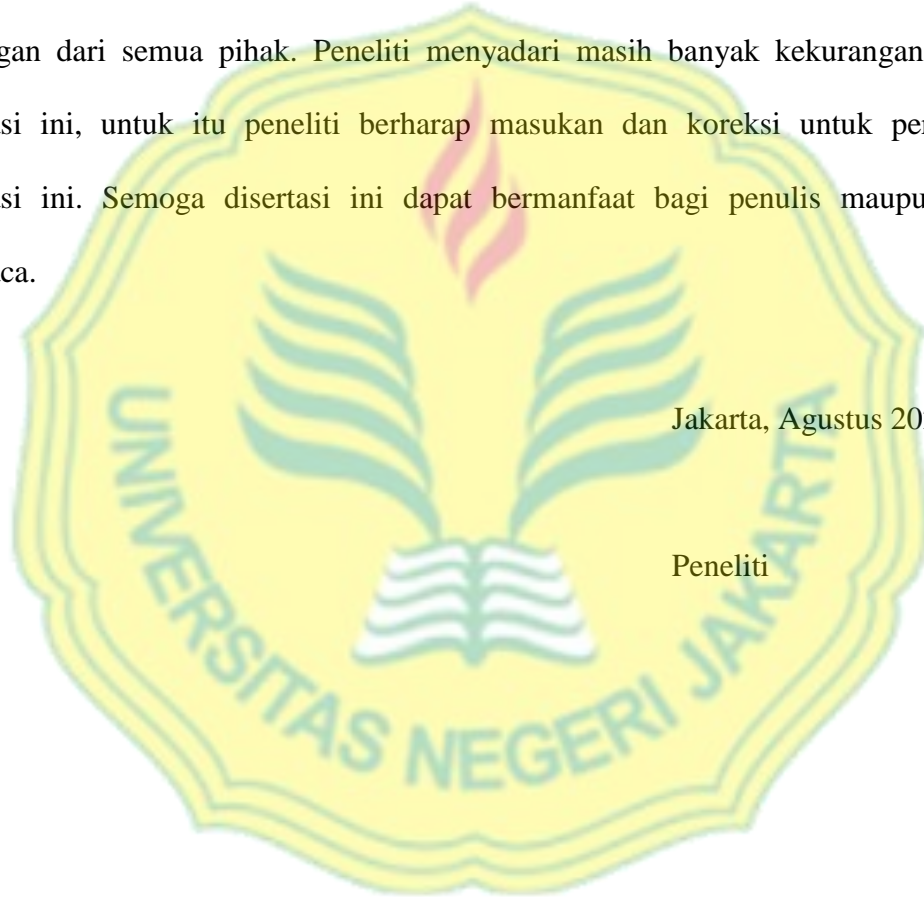 gan dari semua pihak. Peneliti menyadari masih banyak kekurangan
si ini, untuk itu peneliti berharap masukan dan koreksi untuk per
si ini. Semoga disertasi ini dapat bermanfaat bagi penulis maupu
ca.
Jakarta, Agustus 20
Peneliti
UNIVERSITAS NEGERI JAKARTA